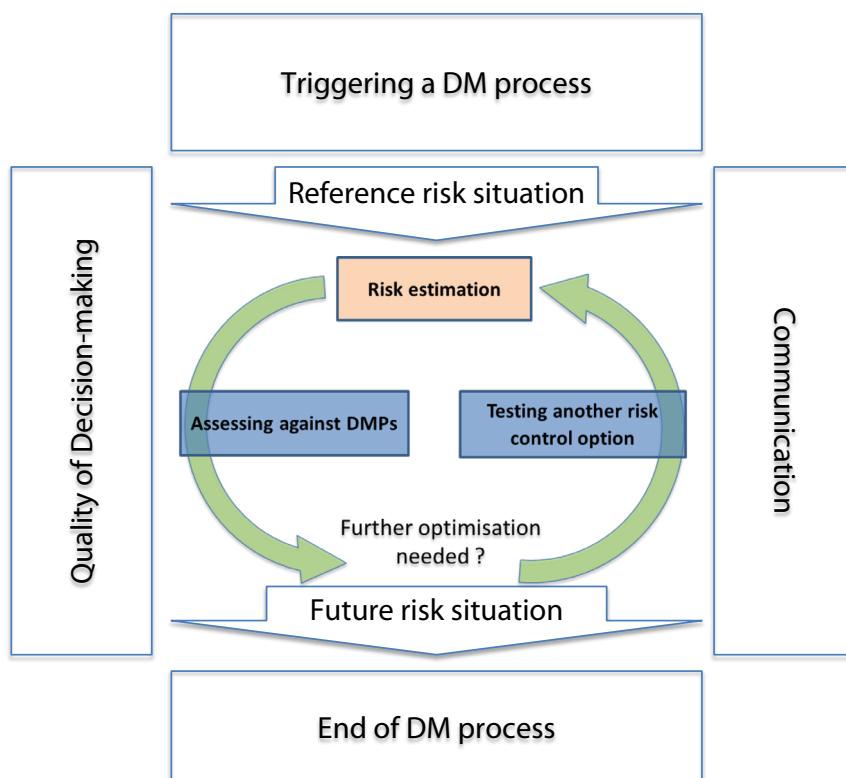 Triggering a DM process
Reference risk situation
Quality of Decision-making
Risk estimation
Communication
Assessing against DMPs
Testing another risk
control option
Further optimisation
needed ?
Future risk situation
End of DM process